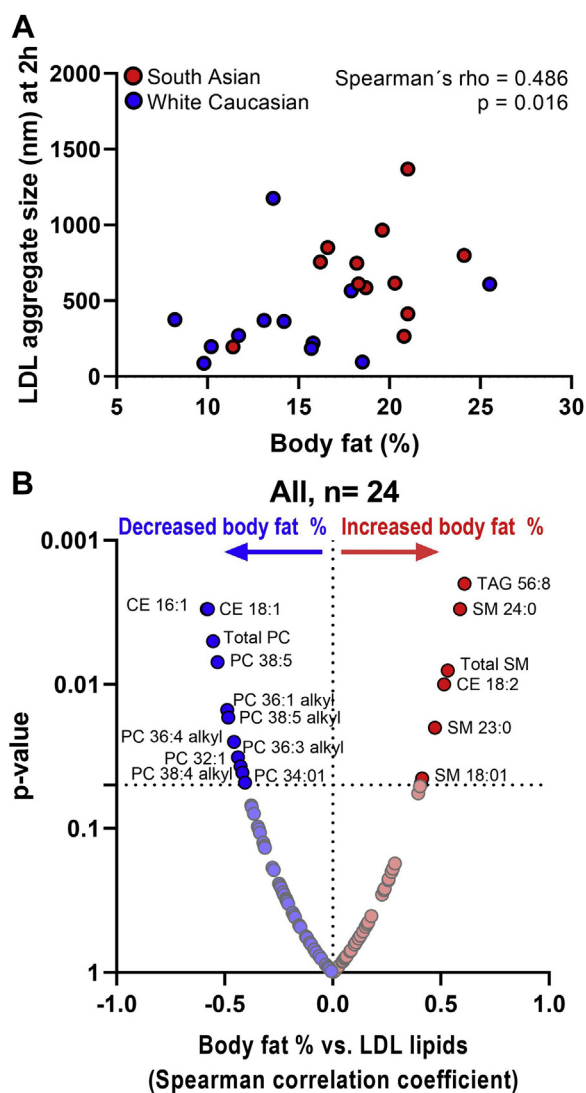 A
South Asian
White Caucasian
Spearman´s rho = 0.486
p = 0.016
LDL aggregate size (nm) at 2h
2000
1500
1000
500
0
5 10 15 20 25 30
Body fat (%)
B
All, n= 24
Decreased body fat %
Increased body fat %
p-value
0.001
0.01
0.1
1
CE 16:1
CE 18:1
Total PC
PC 38:5
PC 36:1 alkyl
PC 38:5 alkyl
PC 36:4 alkyl
PC 36:3 alkyl
PC 32:1
PC 38:4 alkyl
PC 34:01
TAG 56:8
SM 24:0
Total SM
CE 18:2
SM 23:0
SM 18:01
-1.0 -0.5 0.0 0.5 1.0
Body fat % vs. LDL lipids
(Spearman correlation coefficient)